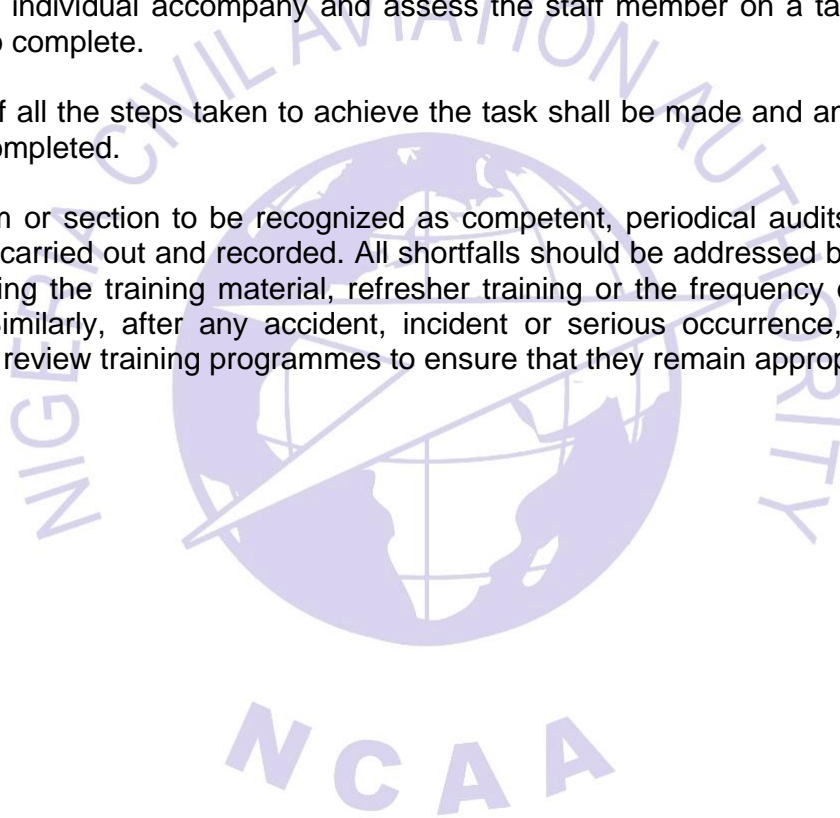 individual accompany and assess the staff member on a ta
o complete.
f all the steps taken to achieve the task shall be made and an
ompleted.
m or section to be recognized as competent, periodical audits
carried out and recorded. All shortfalls should be addressed b
ing the training material, refresher training or the frequency
imilarly, after any accident, incident or serious occurrence,
review training programmes to ensure that they remain approp
NIGERIA CIVIL AVIATION AUTHORITY
NCAA